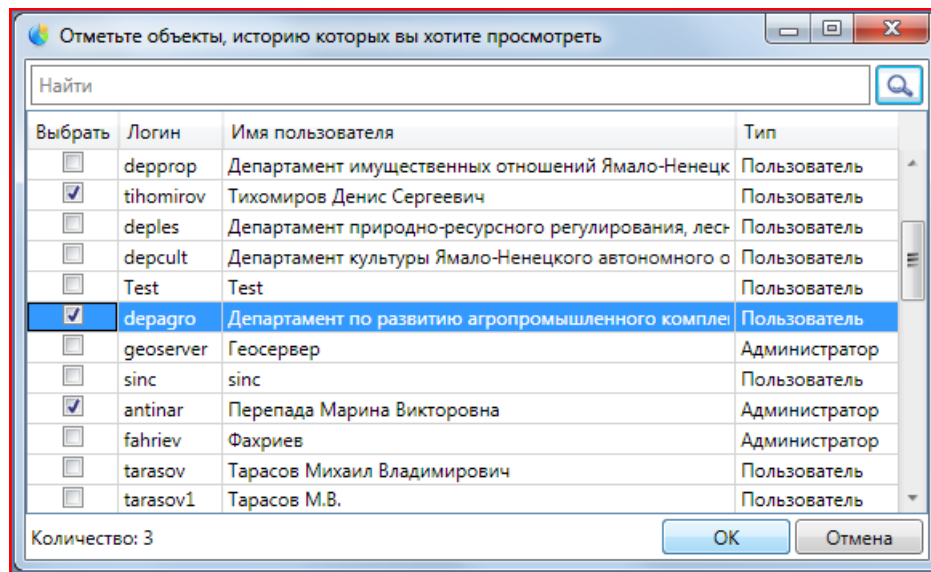 Отметьте объекты, историю которых вы хотите просмотреть
Найти
Выбрать Логин Имя пользователя Тип
depprop Департамент имущественных отношений Ямало-Ненецк Пользователь
tihomirov Тихомиров Денис Сергеевич Пользователь
deples Департамент природно-ресурсного регулирования, лесн Пользователь
depcult Департамент культуры Ямало-Ненецкого автономного о Пользователь
Test Test Пользователь
depagro Департамент по развитию агропромышленного комплек Пользователь
geoserver Геосервер Администратор
sinc sinc Пользователь
antinar Перепада Марина Викторовна Администратор
fahriev Фахриев Администратор
tarasov Тарасов Михаил Владимирович Пользователь
tarasov1 Тарасов М.В. Пользователь
Количество: 3 OK Отмена